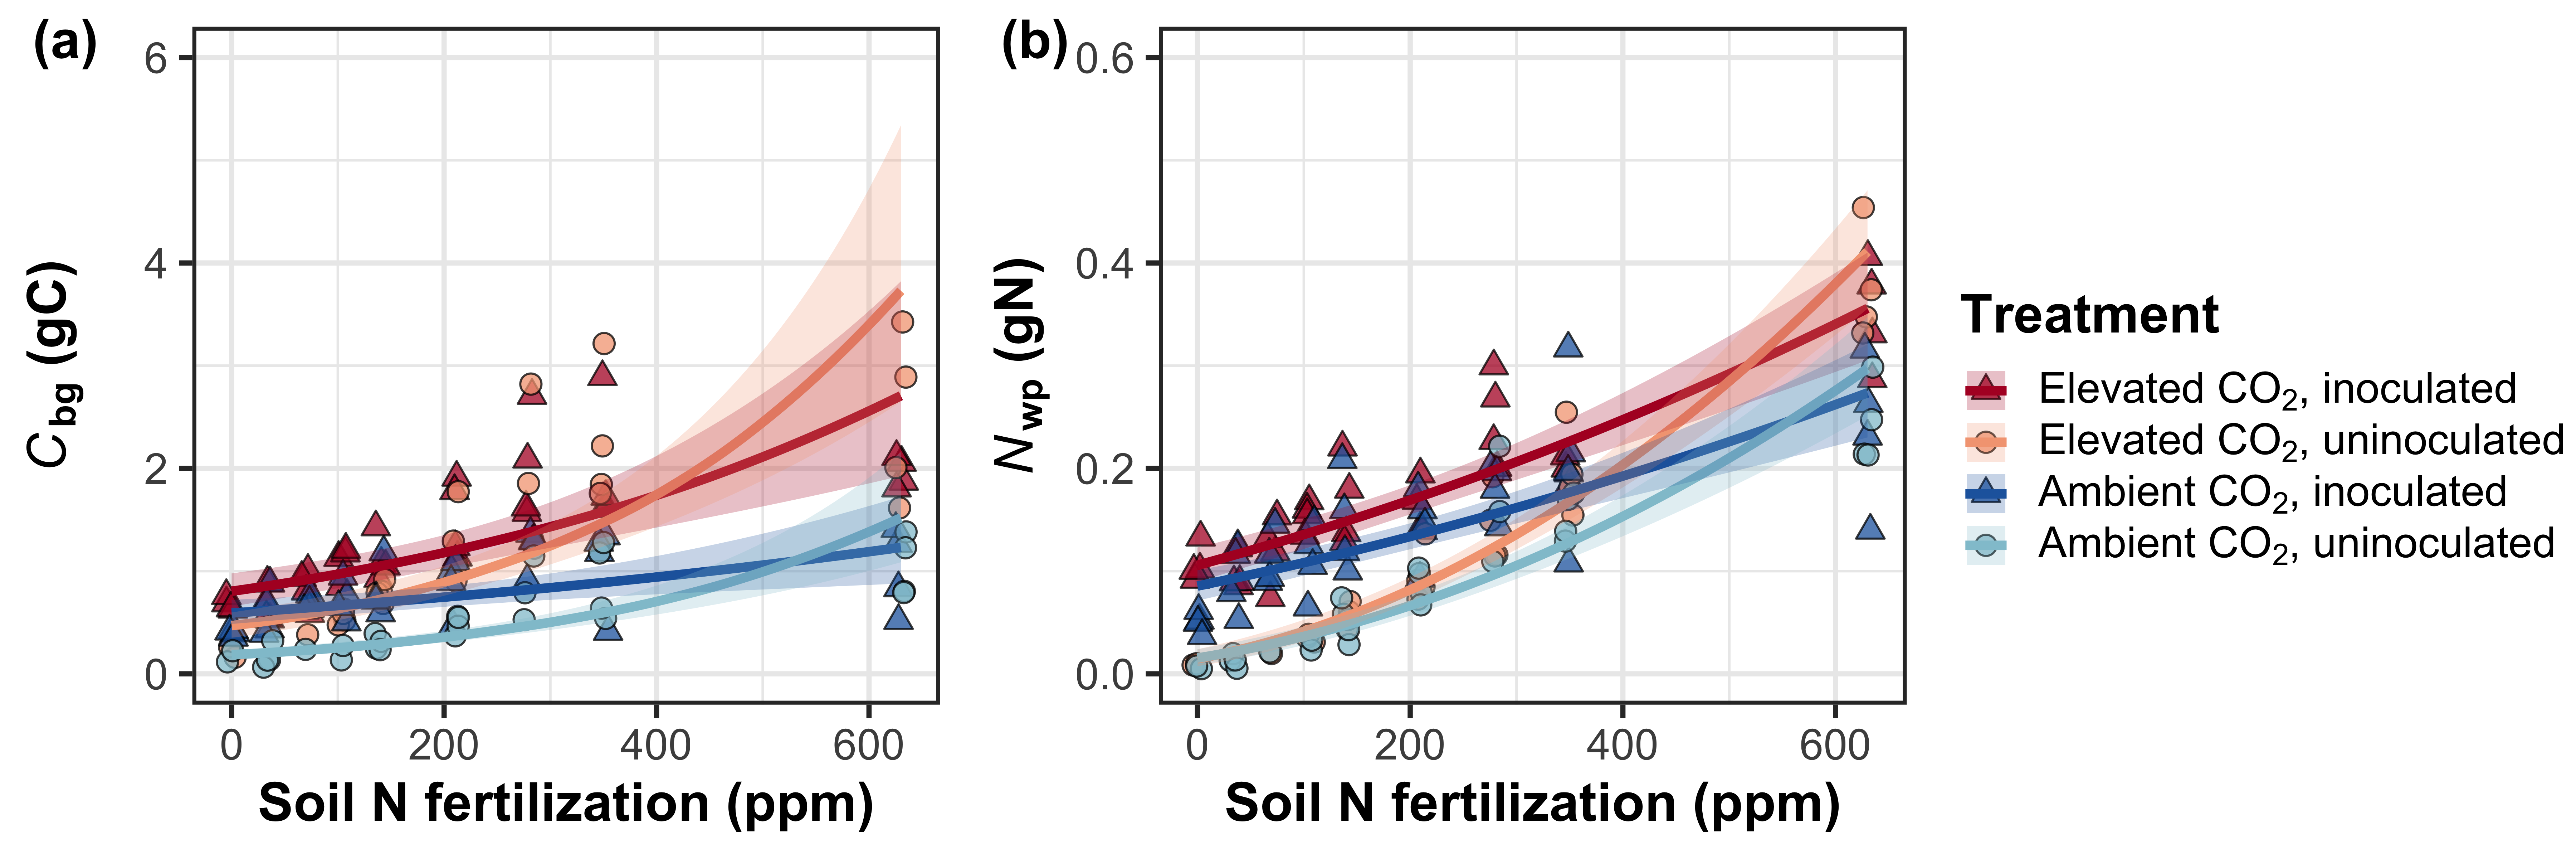 (a)
6
4
2
0
C bg (gC)
0 200 400 600
Soil N fertilization (ppm)
(b)
0.6
0.4
0.2
0.0
N wp (gN)
0 200 400 600
Soil N fertilization (ppm)
Treatment
Elevated CO₂, inoculated
Elevated CO₂, uninoculated
Ambient CO₂, inoculated
Ambient CO₂, uninoculated